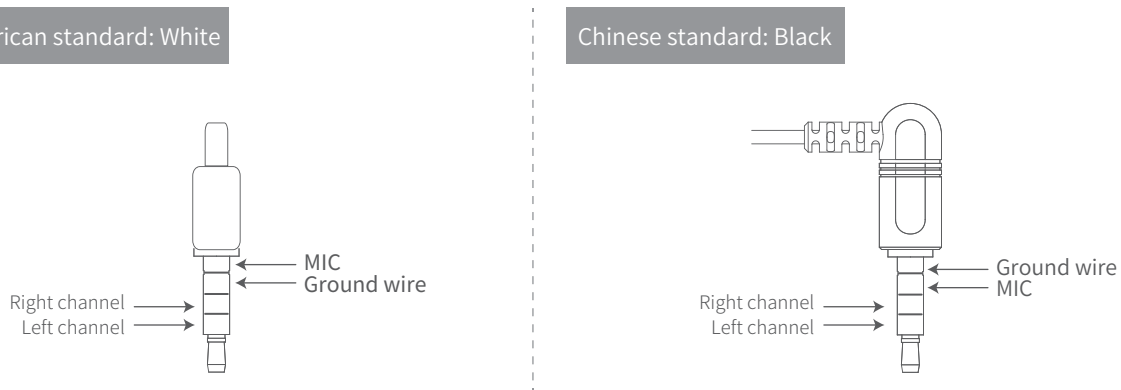 rican standard: White
MIC
Ground wire
Right channel
Left channel
Chinese standard: Black
Ground wire
MIC
Right channel
Left channel